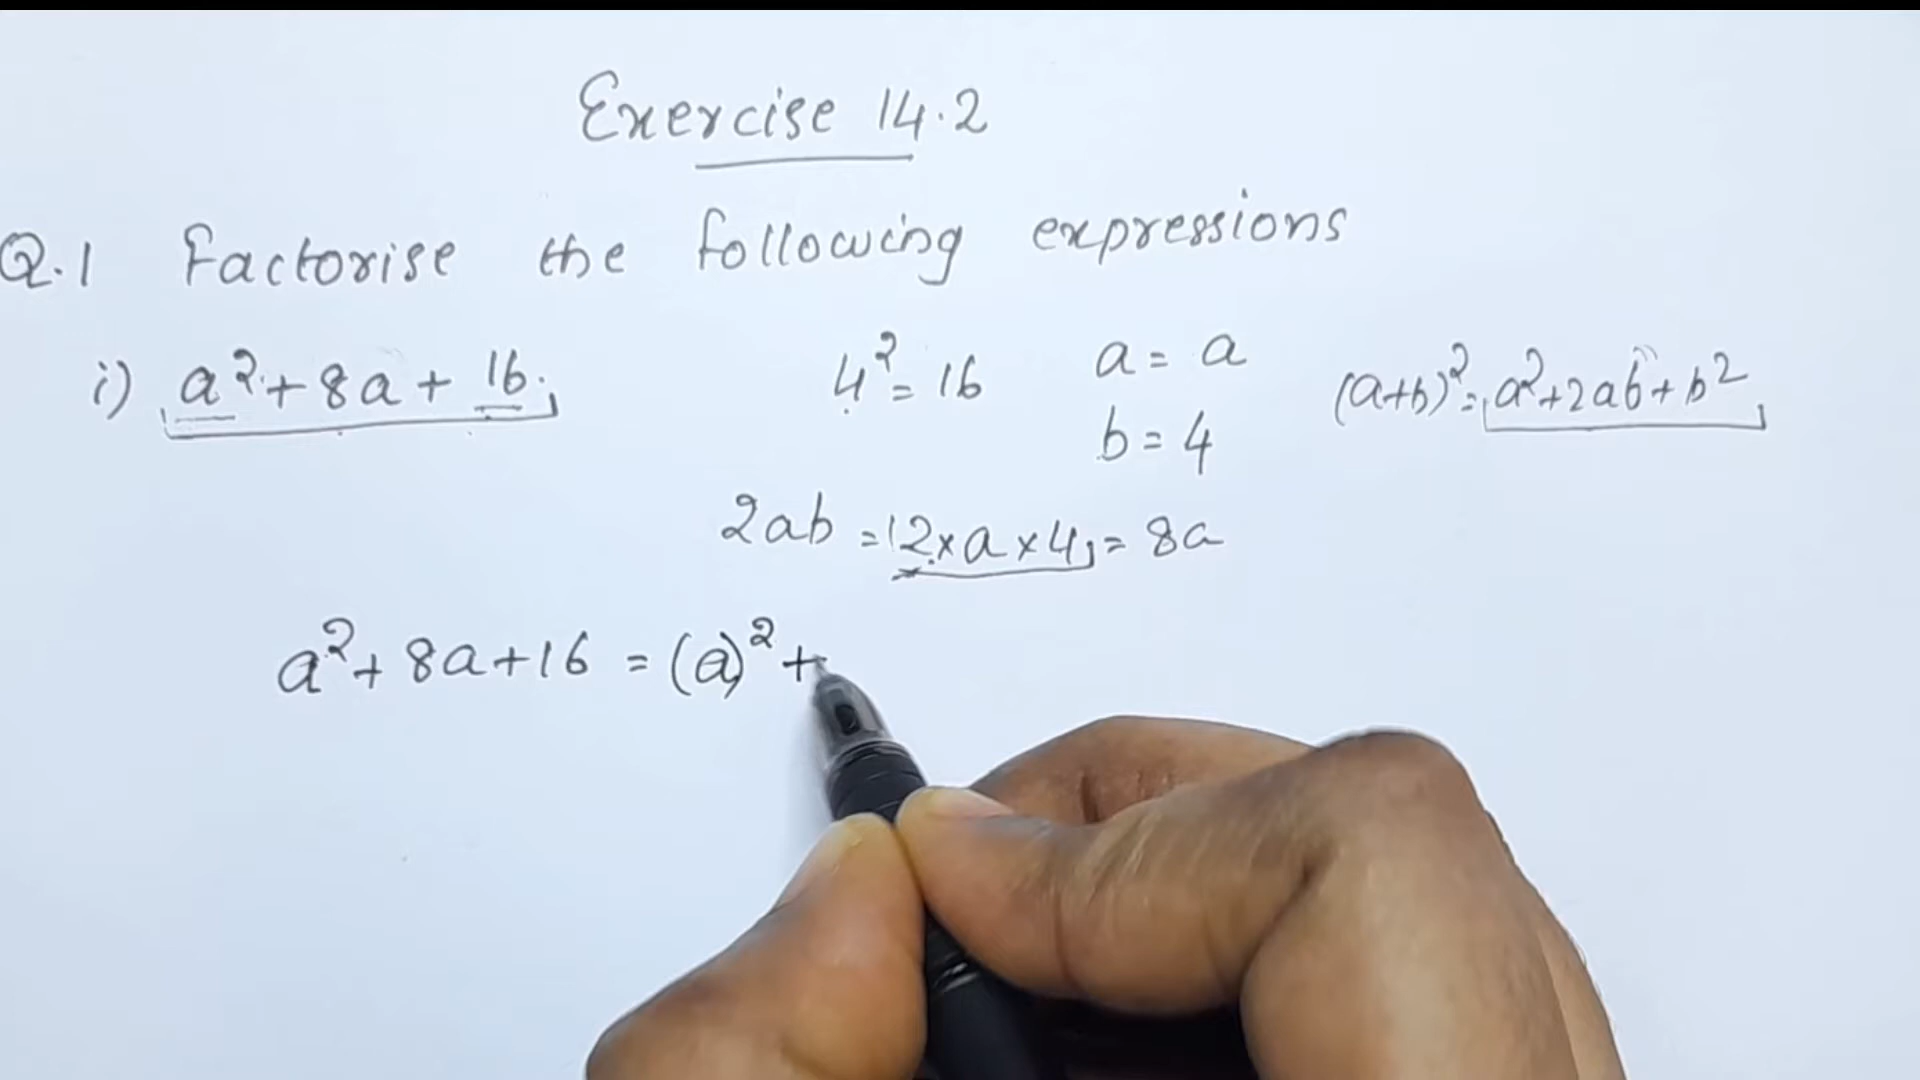 Exercise 14.2
Q.1 Factorise the following expressions
i) a²+8a+16. 4²=16 a=a (a+b)²=a²+2ab+b²
b=4
2ab=2×a×4=8a
a²+8a+16=(a)²+